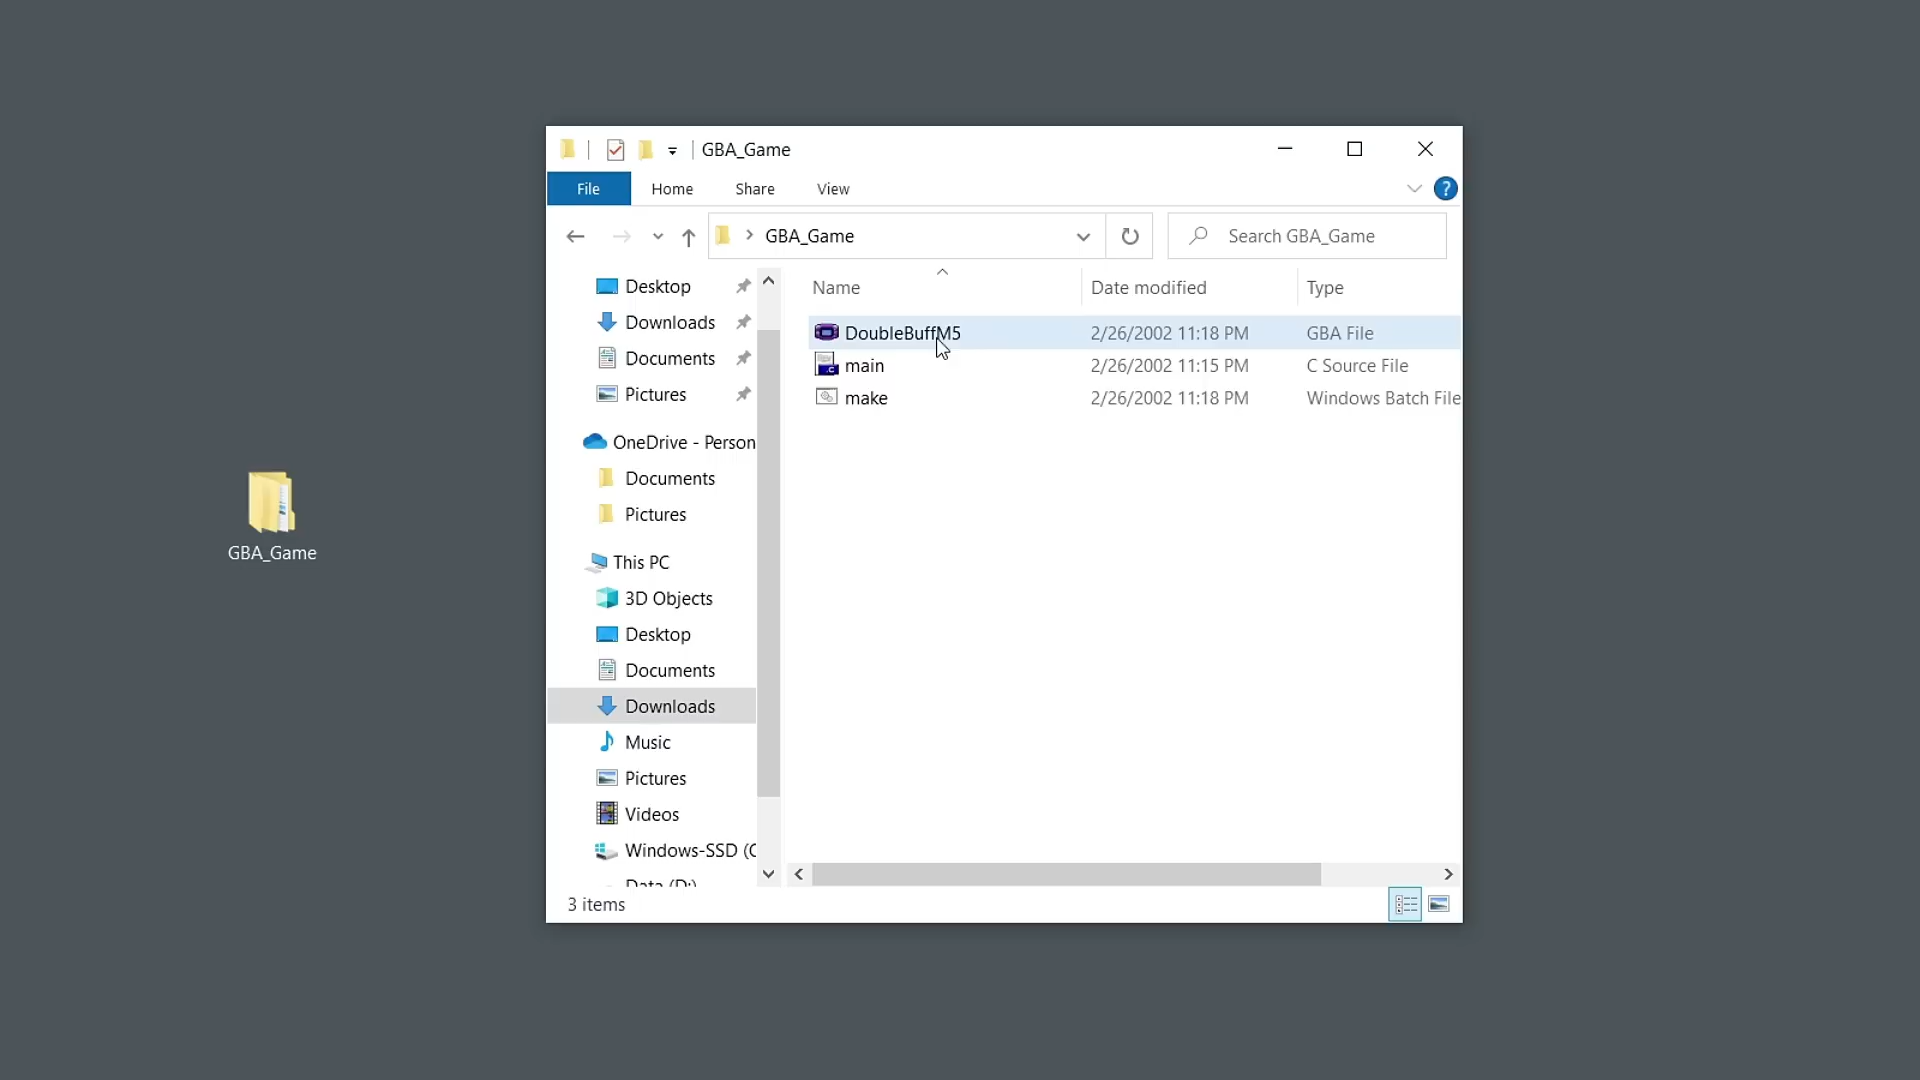 GBA_Game
File Home Share View ?
GBA_Game
Search GBA_Game
Name Date modified Type
DoubleBuffM5 2/26/2002 11:18 PM GBA File
main 2/26/2002 11:15 PM C Source File
make 2/26/2002 11:18 PM Windows Batch File
Desktop
Downloads
Documents
Pictures
OneDrive - Person
Documents
Pictures
This PC
3D Objects
Desktop
Documents
Downloads
Music
Pictures
Videos
Windows-SSD (C
Data (D:)
3 items
GBA_Game